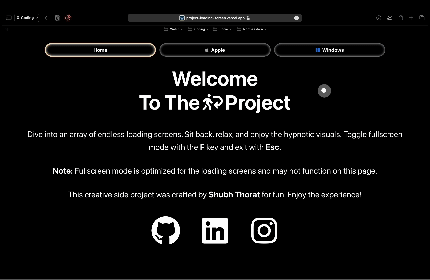 Home
Apple
Windows
Welcome
To The Project
Dive into an array of endless loading screens. Sit back, relax, and enjoy the hypnotic visuals. Toggle fullscreen
mode with the F key and exit with Esc.
Note: Full screen mode is optimized for the loading screens and may not function on this page.
This creative side project was crafted by Shubh Thorat for fun. Enjoy the experience!